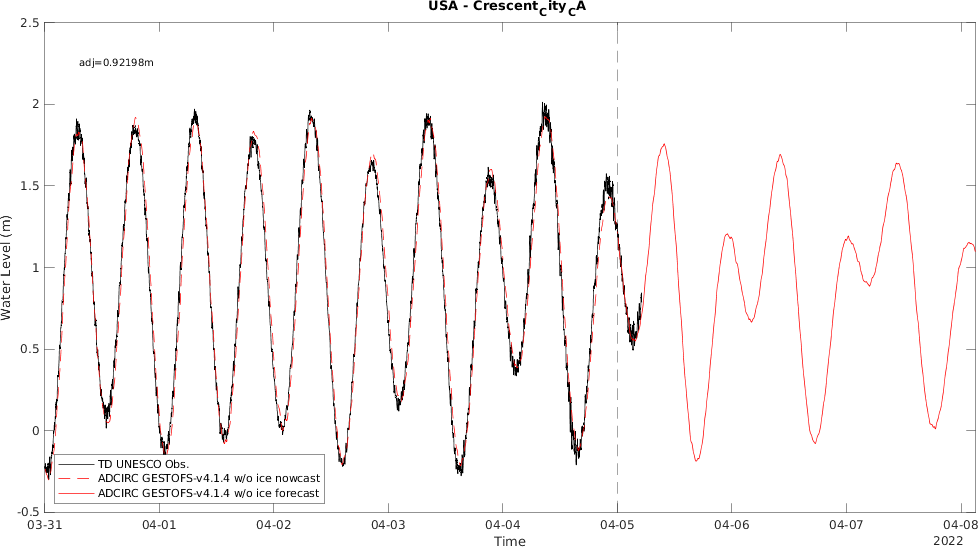 USA - CrescentCityCA
2.5
adj=0.92198m
2
1.5
Water Level (m)
1
0.5
0
TD UNESCO Obs.
ADCIRC GESTOFS-v4.1.4 w/o ice nowcast
ADCIRC GESTOFS-v4.1.4 w/o ice forecast
-0.5
03-31 04-01 04-02 04-03 04-04 04-05 04-06 04-07 04-08
Time 2022